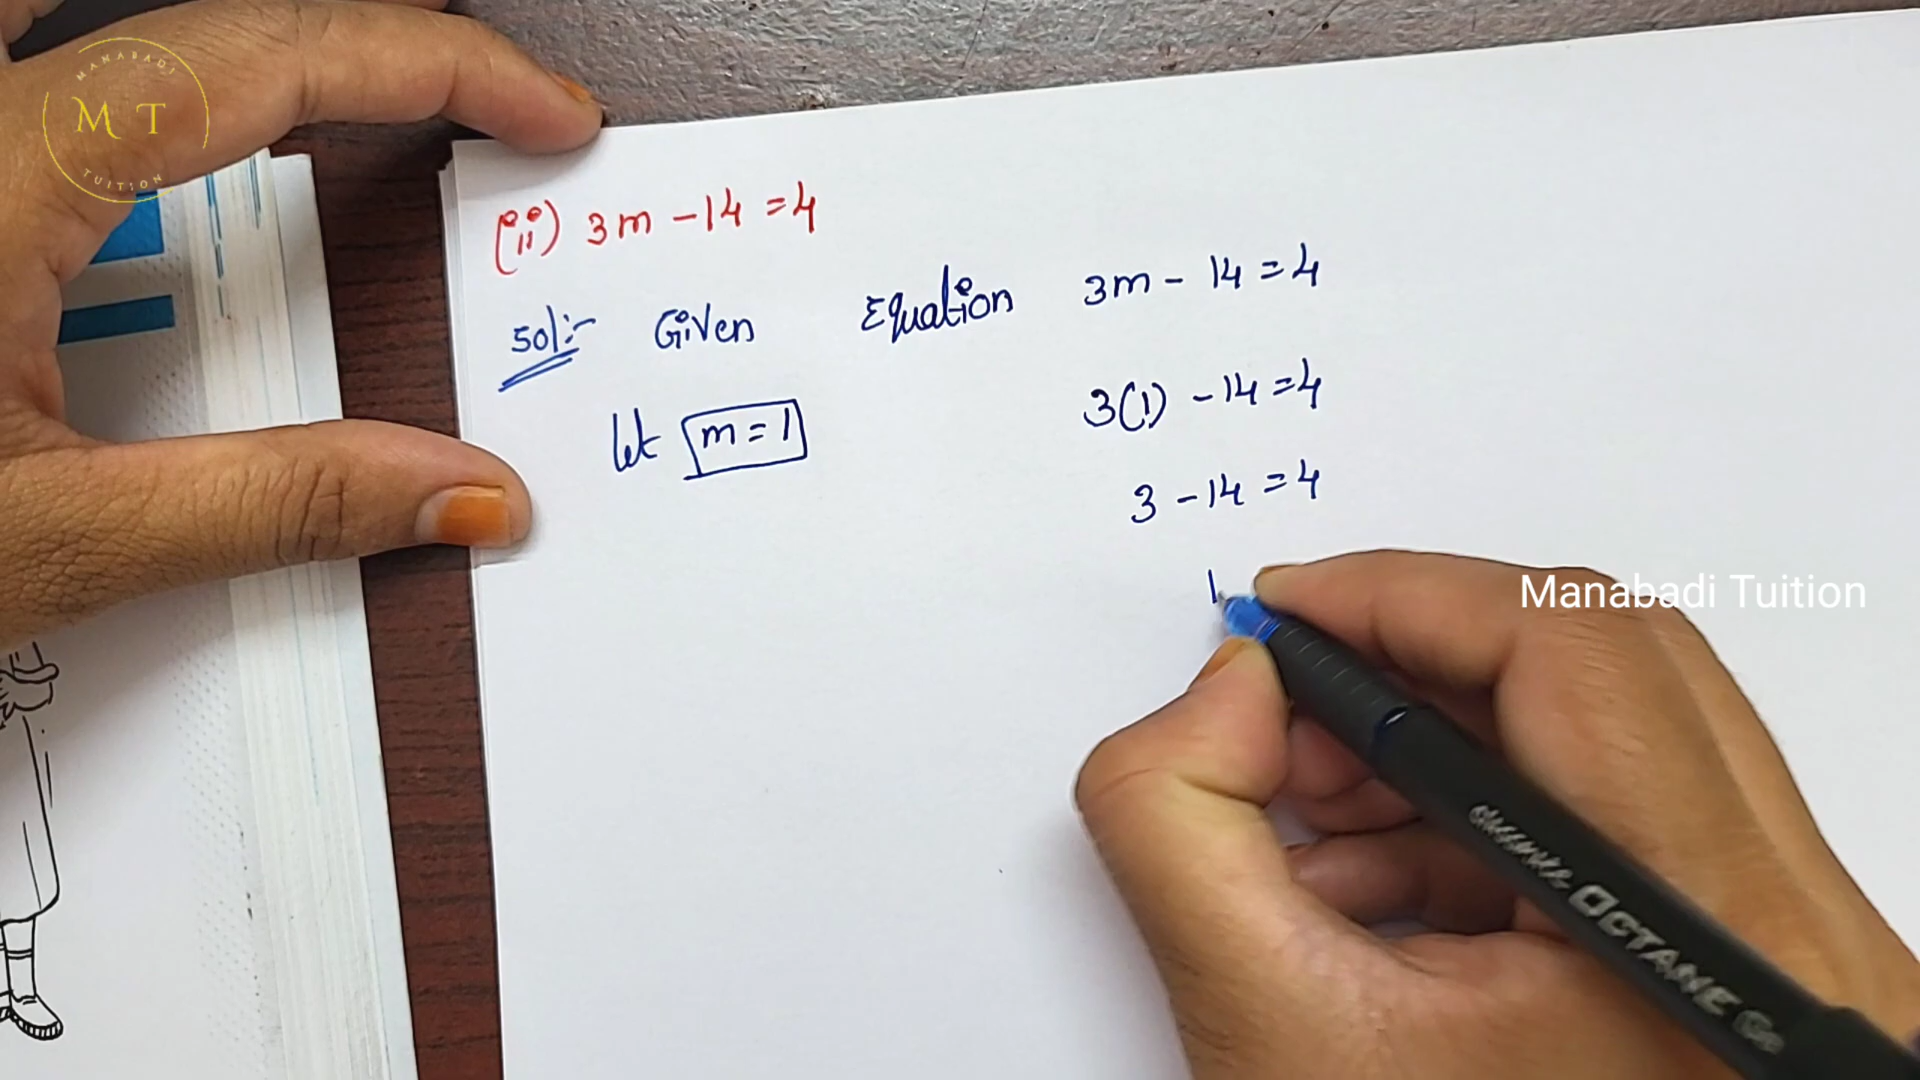 MANABADI
M T
TUITION
(ii) 3m - 14 = 4
Sol:- Given Equation 3m - 14 = 4
let m = 1 3(1) - 14 = 4
3 - 14 = 4
Manabadi Tuition
OCTANE